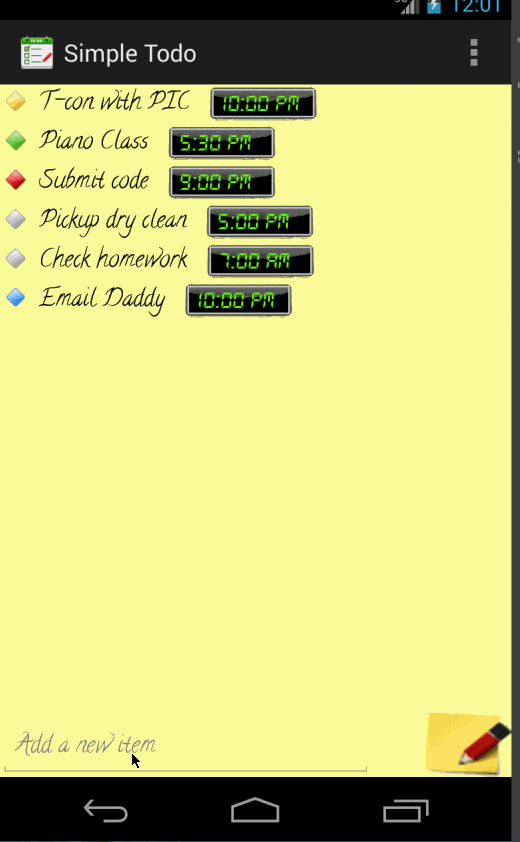 12:01
Simple Todo
T-con with PIC 10:00 PM
Piano Class 5:30 PM
Submit code 9:00 PM
Pickup dry clean 5:00 PM
Check homework 7:00 AM
Email Daddy 10:00 PM
Add a new item